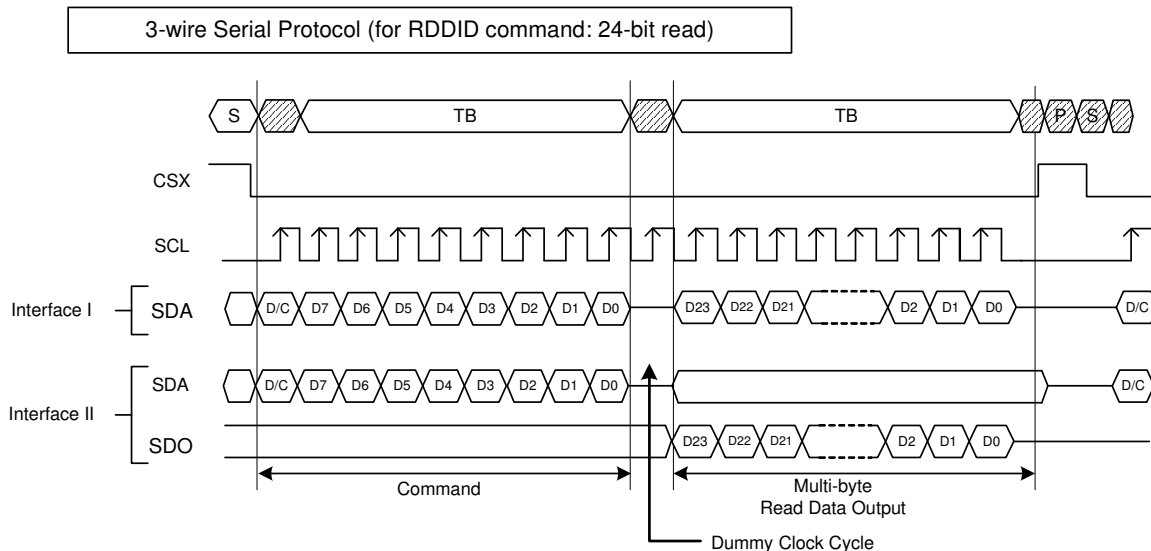 3-wire Serial Protocol (for RDDID command: 24-bit read)
S TB TB P S
CSX
SCL
Interface I SDA D/C D7 D6 D5 D4 D3 D2 D1 D0 D23 D22 D21 D2 D1 D0 D/C
SDA D/C D7 D6 D5 D4 D3 D2 D1 D0 D/C
Interface II
SDO D23 D22 D21 D2 D1 D0
Command
Multi-byte
Read Data Output
Dummy Clock Cycle